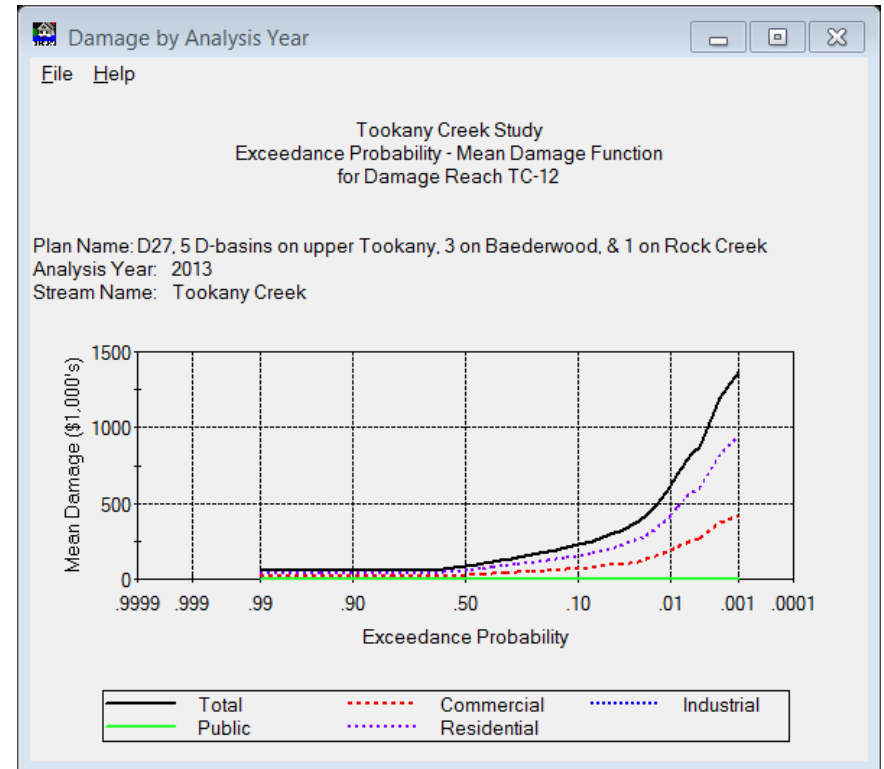 Damage by Analysis Year
File Help
Tookany Creek Study
Exceedance Probability - Mean Damage Function
for Damage Reach TC-12
Plan Name: D27, 5 D-basins on upper Tookany, 3 on Baederwood, & 1 on Rock Creek
Analysis Year: 2013
Stream Name: Tookany Creek
Mean Damage ($1,000's)
1500
1000
500
0
.9999 .999 .99 .90 .50 .10 .01 .001 .0001
Exceedance Probability
Total Commercial Industrial
Public Residential